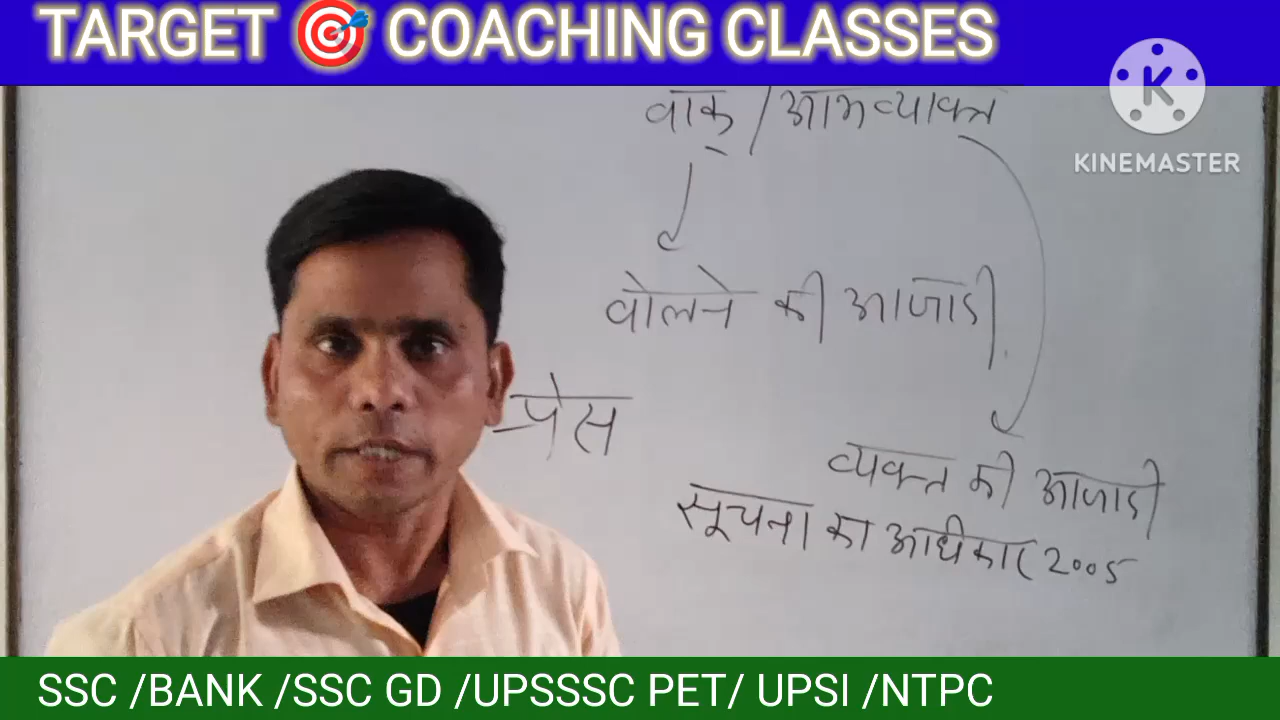 TARGET 🎯 COACHING CLASSES
K
KINEMASTER
वाक् / अभिव्यक्ति
वोलने की आजादी
प्रेस
व्यक्त की आजादी
सूचना का अधिकार 2005
SSC /BANK /SSC GD /UPSSSC PET/ UPSI /NTPC